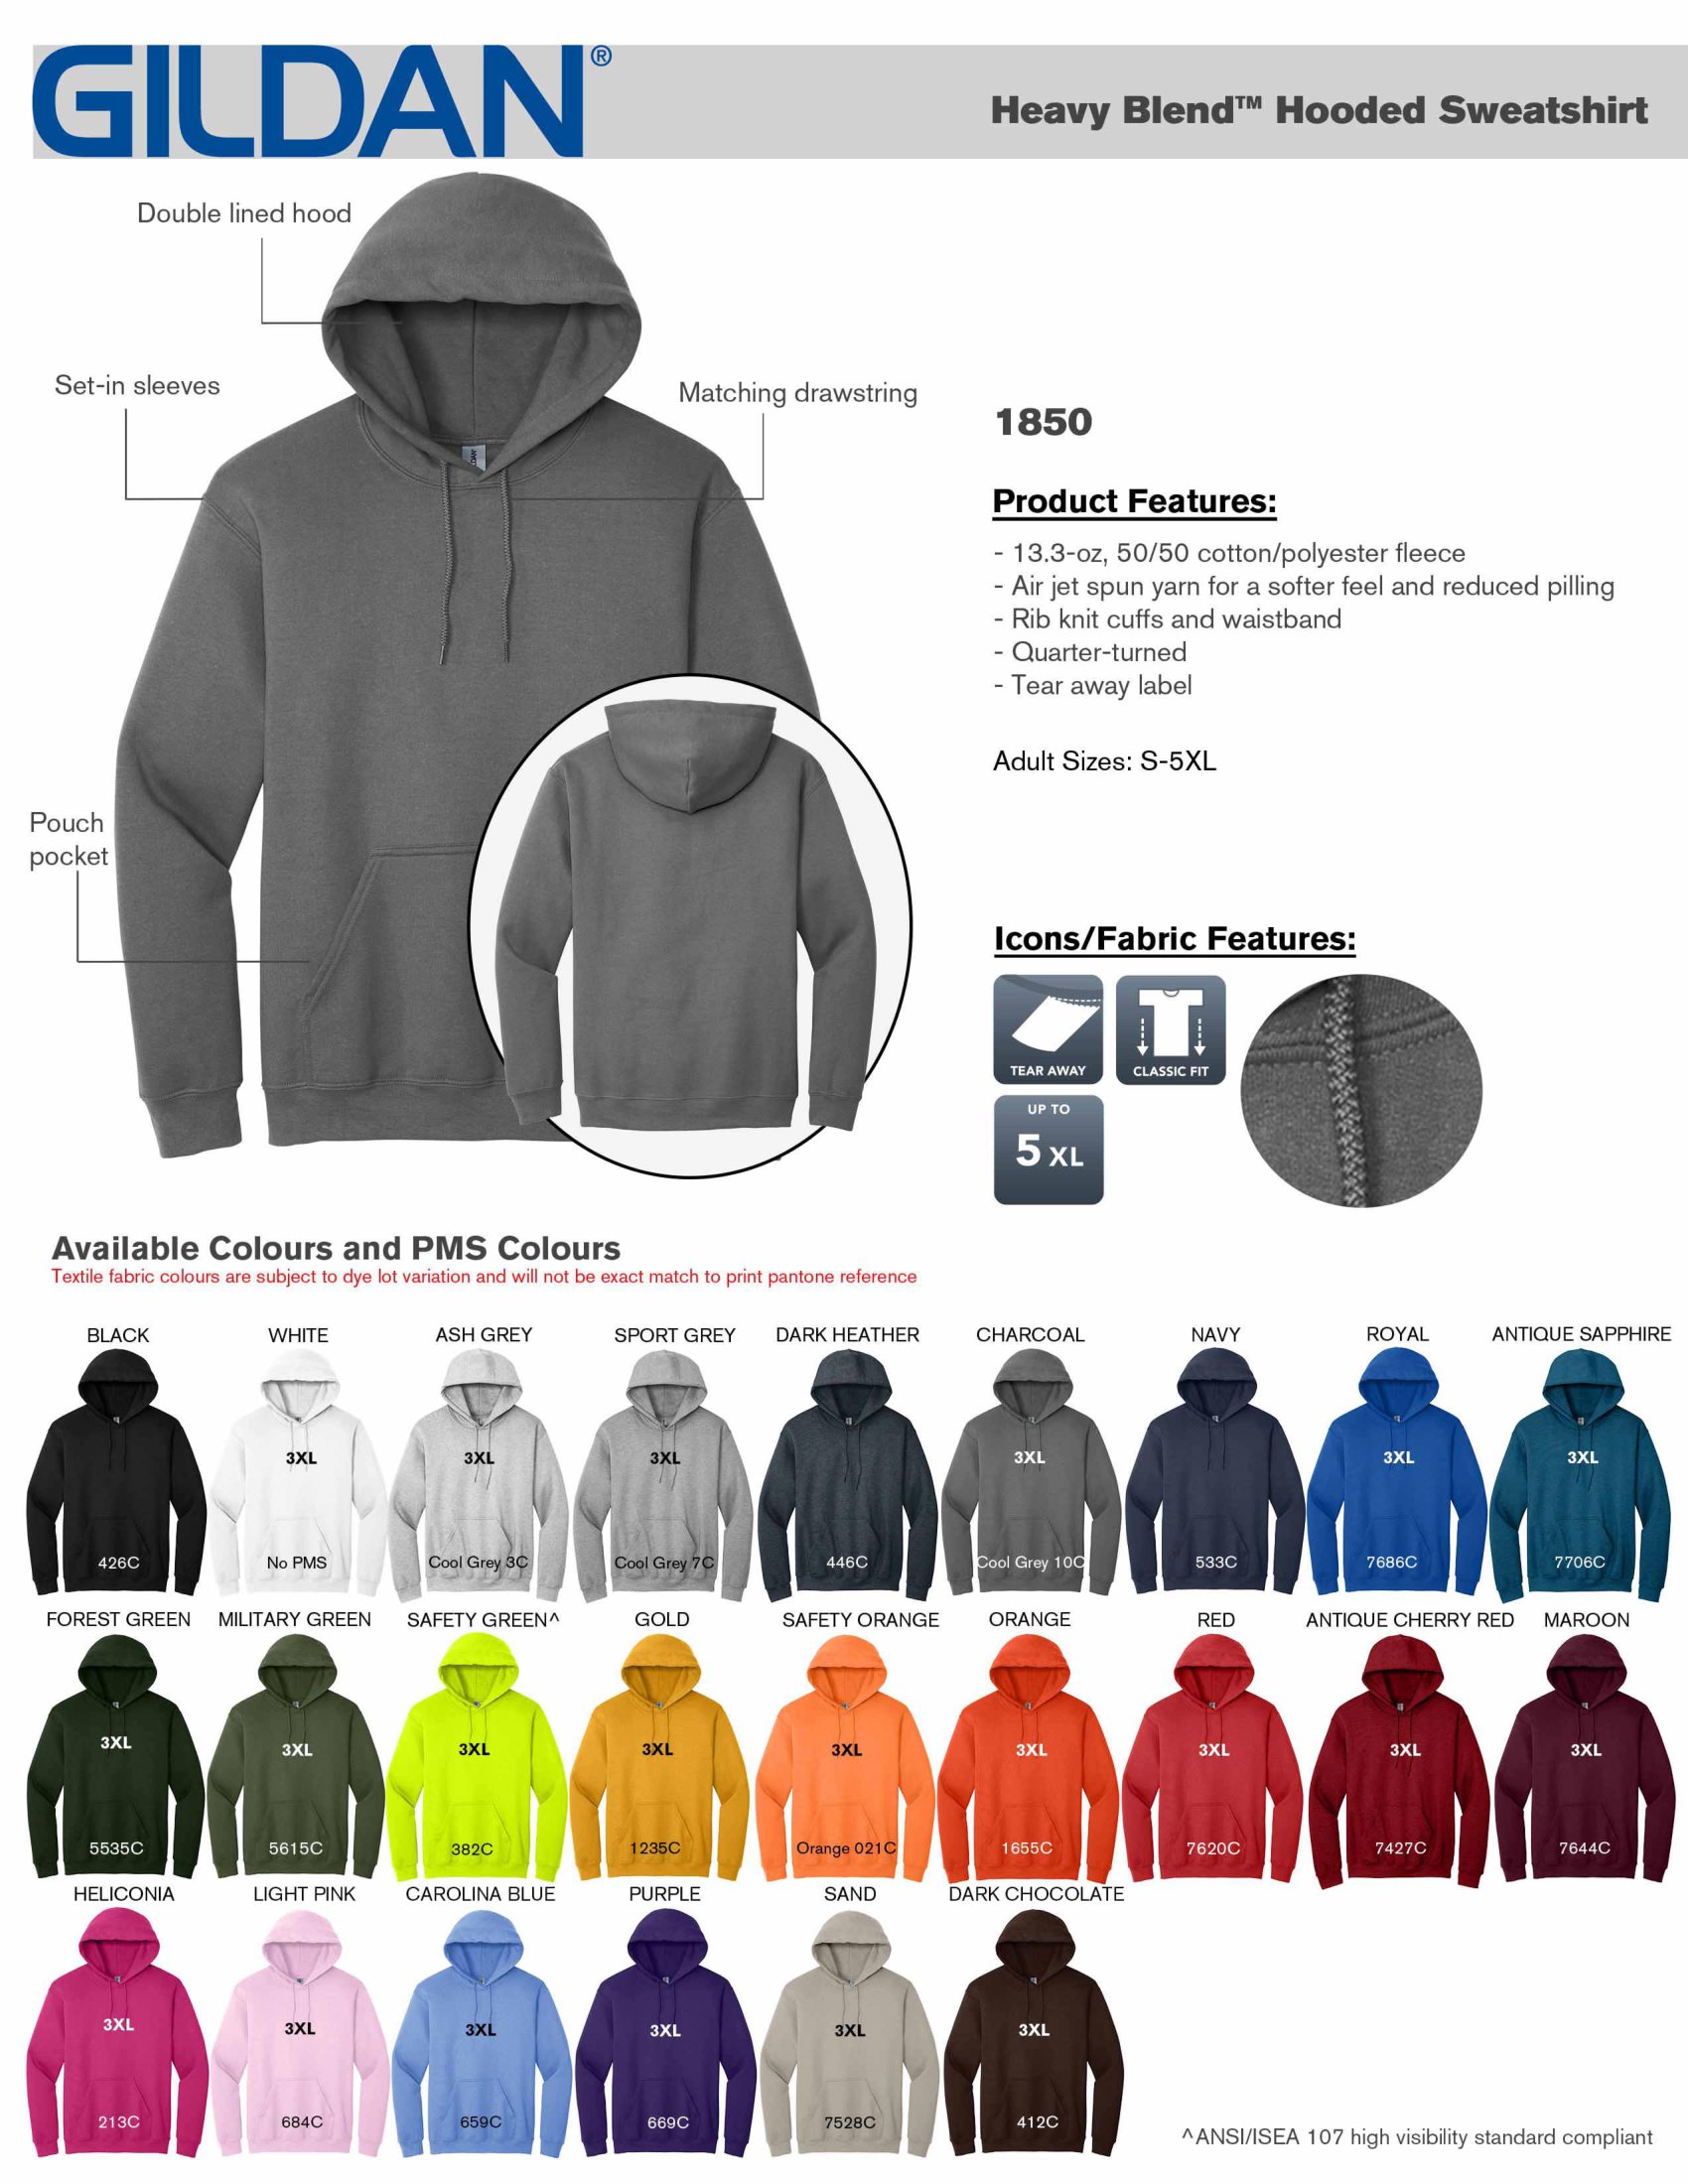 GILDAN®
Heavy Blend™ Hooded Sweatshirt
Double lined hood
Set-in sleeves
Matching drawstring
Pouch
pocket
1850
Product Features:
- 13.3-oz, 50/50 cotton/polyester fleece
- Air jet spun yarn for a softer feel and reduced pilling
- Rib knit cuffs and waistband
- Quarter-turned
- Tear away label
Adult Sizes: S-5XL
Icons/Fabric Features:
TEAR AWAY
CLASSIC FIT
UP TO
5 XL
Available Colours and PMS Colours
Textile fabric colours are subject to dye lot variation and will not be exact match to print pantone reference
BLACK WHITE ASH GREY SPORT GREY DARK HEATHER CHARCOAL NAVY ROYAL ANTIQUE SAPPHIRE
3XL 3XL 3XL 3XL 3XL 3XL
426C No PMS Cool Grey 3C Cool Grey 7C 446C Cool Grey 10C 533C 7686C 7706C
FOREST GREEN MILITARY GREEN SAFETY GREEN^ GOLD SAFETY ORANGE ORANGE RED ANTIQUE CHERRY RED MAROON
3XL 3XL 3XL 3XL 3XL 3XL 3XL 3XL 3XL
5535C 5615C 382C 1235C Orange 021C 1655C 7620C 7427C 7644C
HELICONIA LIGHT PINK CAROLINA BLUE PURPLE SAND DARK CHOCOLATE
3XL 3XL 3XL 3XL 3XL 3XL
213C 684C 659C 669C 7528C 412C
^ANSI/ISEA 107 high visibility standard compliant